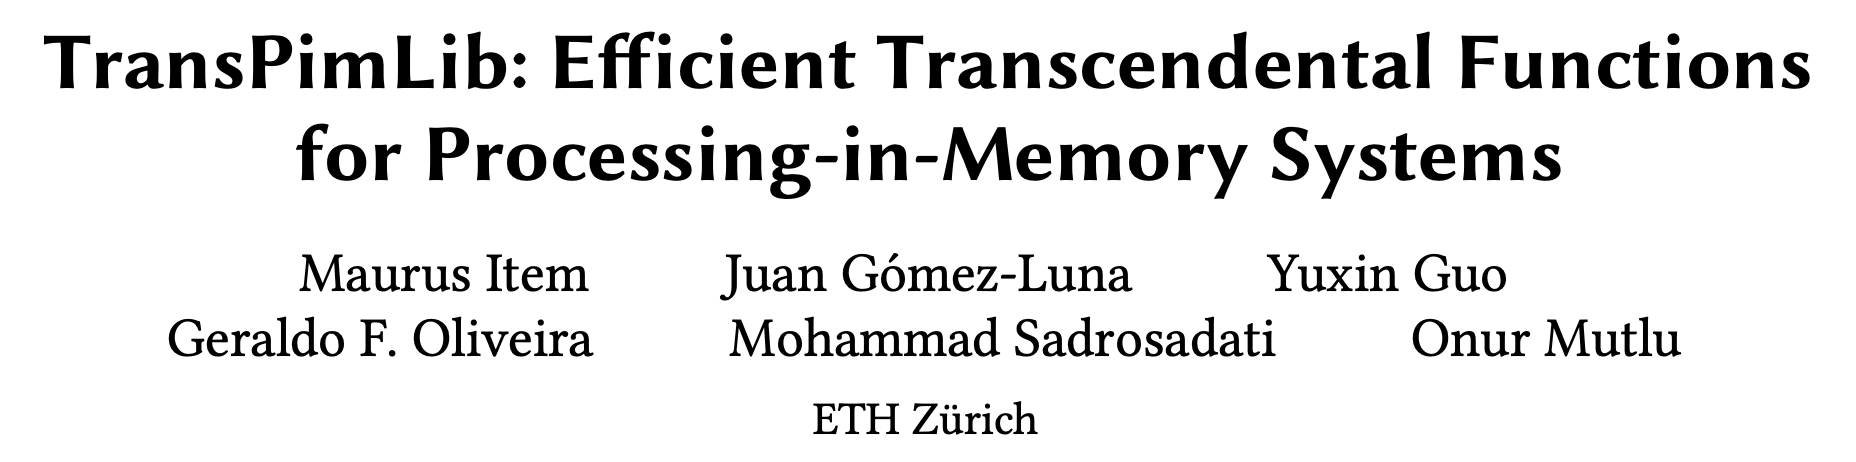 TransPimLib: Efficient Transcendental Functions
for Processing-in-Memory Systems
Maurus Item Juan Gómez-Luna Yuxin Guo
Geraldo F. Oliveira Mohammad Sadrosadati Onur Mutlu
ETH Zürich